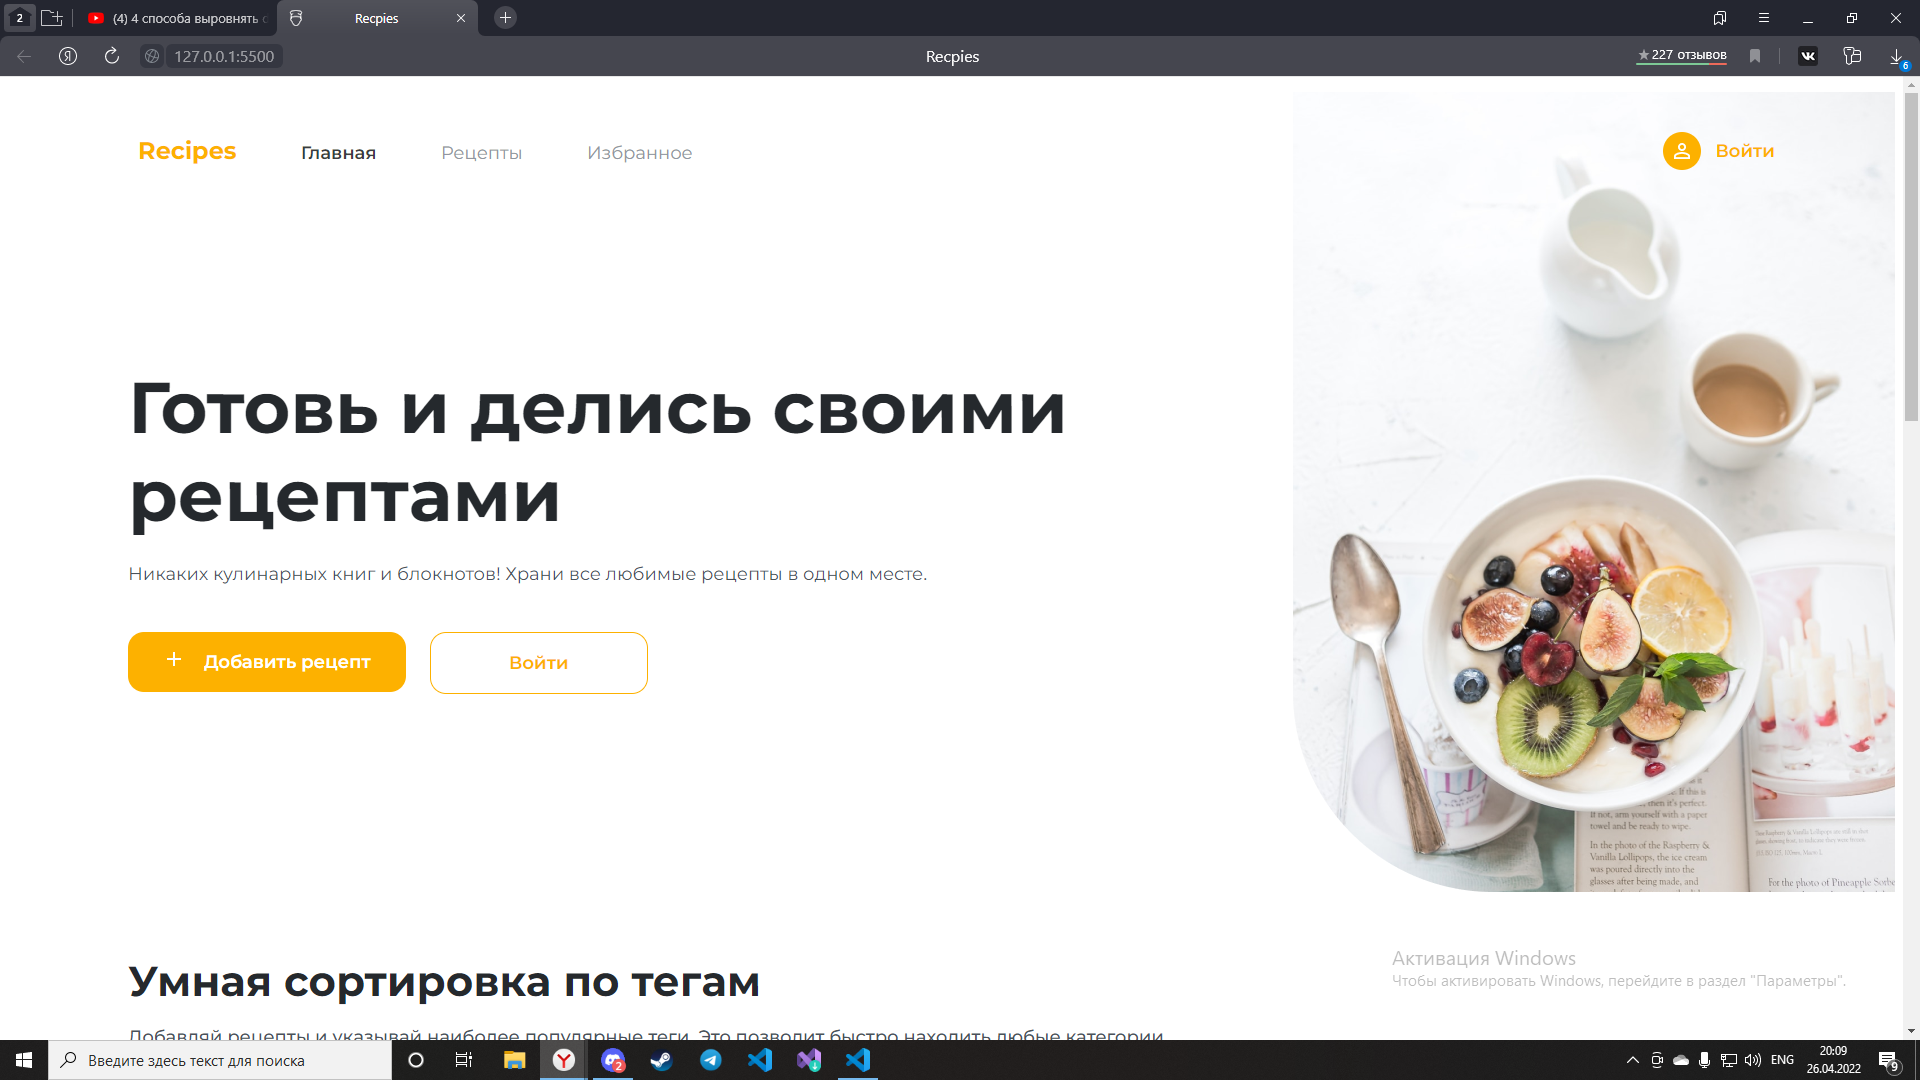 2
(4) 4 способа выровнять
Recpies
127.0.0.1:5500
Recpies
★227 отзывов
6
Recipes
Главная
Рецепты
Избранное
Войти
Готовь и делись своими
рецептами
Никаких кулинарных книг и блокнотов! Храни все любимые рецепты в одном месте.
+ Добавить рецепт
Войти
then it's perfect.
If not, arm yourself with a paper
towel and be ready to wipe.
In the photo of the Raspberry &
Vanilla Lollipops, the ice cream
was poured directly into the
glasses after being made, and
For the photo of Pineapple Sorbe
Умная сортировка по тегам
Добавляй рецепты и указывай наиболее популярные теги. Это позволит быстро находить любые категории
Активация Windows
Чтобы активировать Windows, перейдите в раздел "Параметры".
Введите здесь текст для поиска
2
ENG
20:09
26.04.2022
9